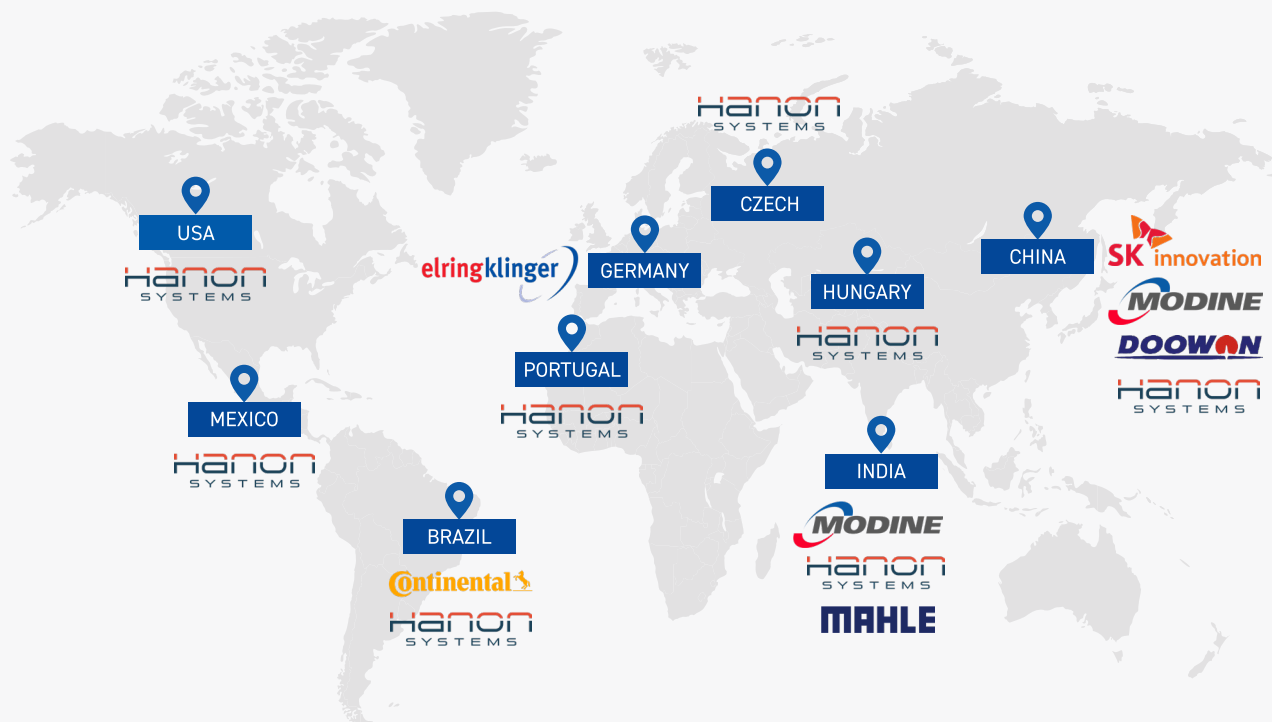 Hanon
SYSTEMS
CZECH
USA
Hanon
SYSTEMS
elringklinger
GERMANY
CHINA
SK innovation
MODINE
DOOWON
Hanon
SYSTEMS
HUNGARY
Hanon
SYSTEMS
PORTUGAL
Hanon
SYSTEMS
MEXICO
Hanon
SYSTEMS
INDIA
MODINE
Hanon
SYSTEMS
MAHLE
BRAZIL
Continental
Hanon
SYSTEMS